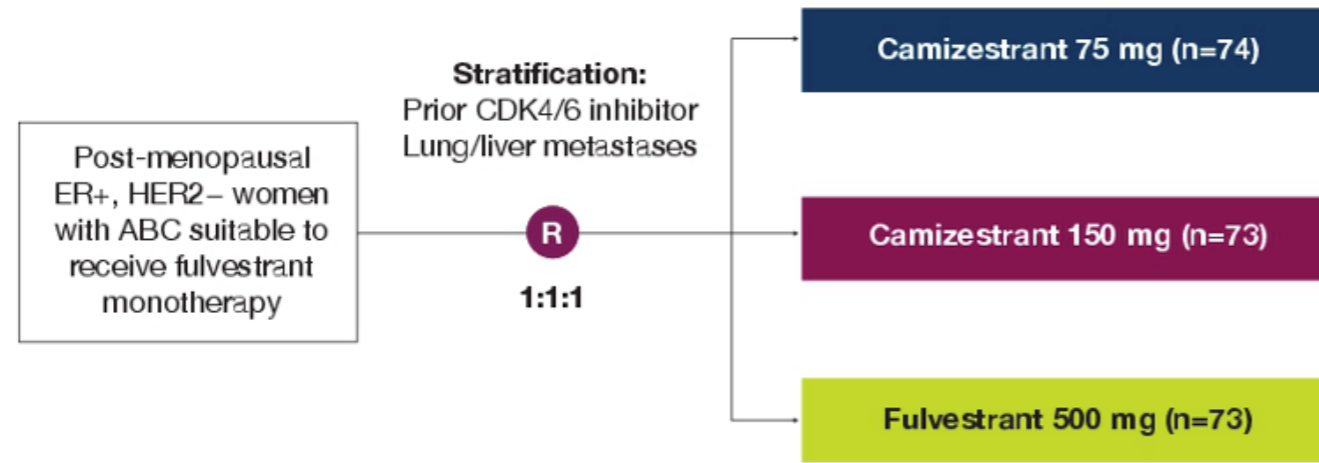 Post-menopausal
ER+, HER2– women
with ABC suitable to
receive fulvestrant
monotherapy
Stratification:
Prior CDK4/6 inhibitor
Lung/liver metastases
R
1:1:1
Camizestrant 75 mg (n=74)
Camizestrant 150 mg (n=73)
Fulvestrant 500 mg (n=73)